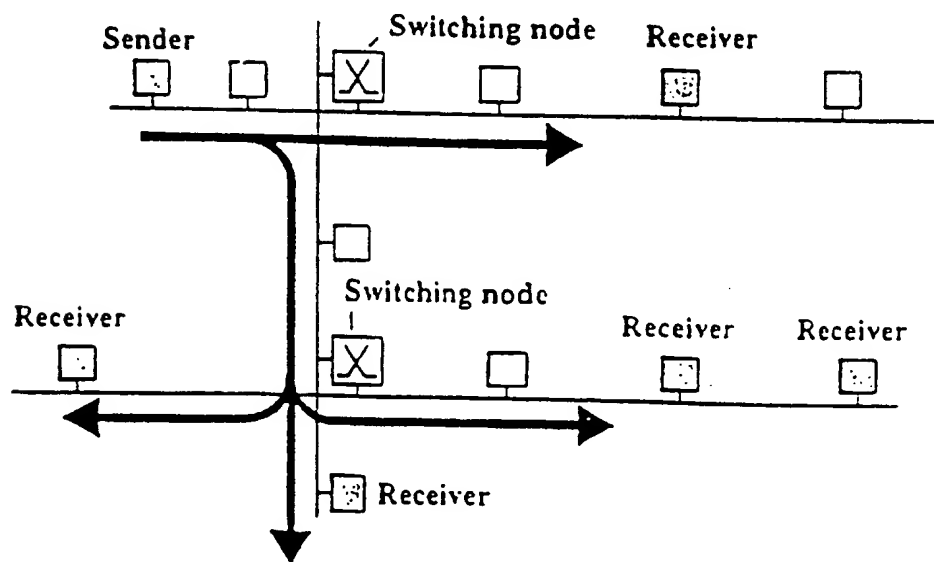 Sender
Switching node
Receiver
Switching node
Receiver
Receiver
Receiver
Receiver